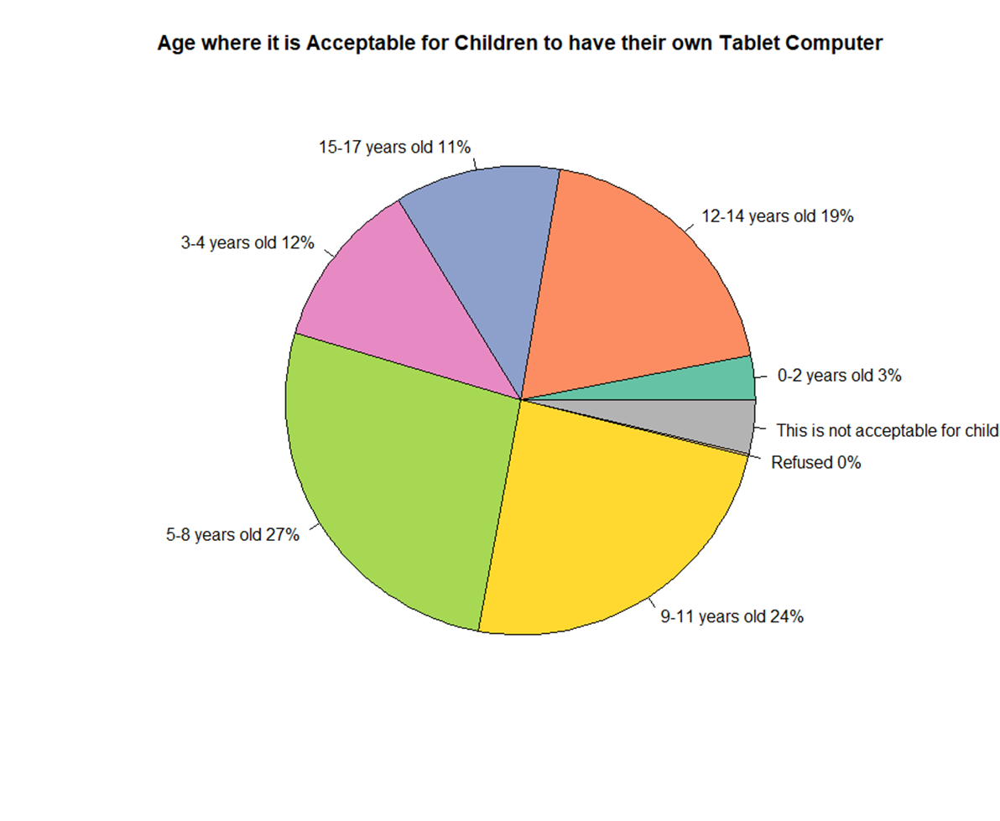 Age where it is Acceptable for Children to have their own Tablet Computer
15-17 years old 11%
12-14 years old 19%
3-4 years old 12%
0-2 years old 3%
This is not acceptable for child
Refused 0%
5-8 years old 27%
9-11 years old 24%